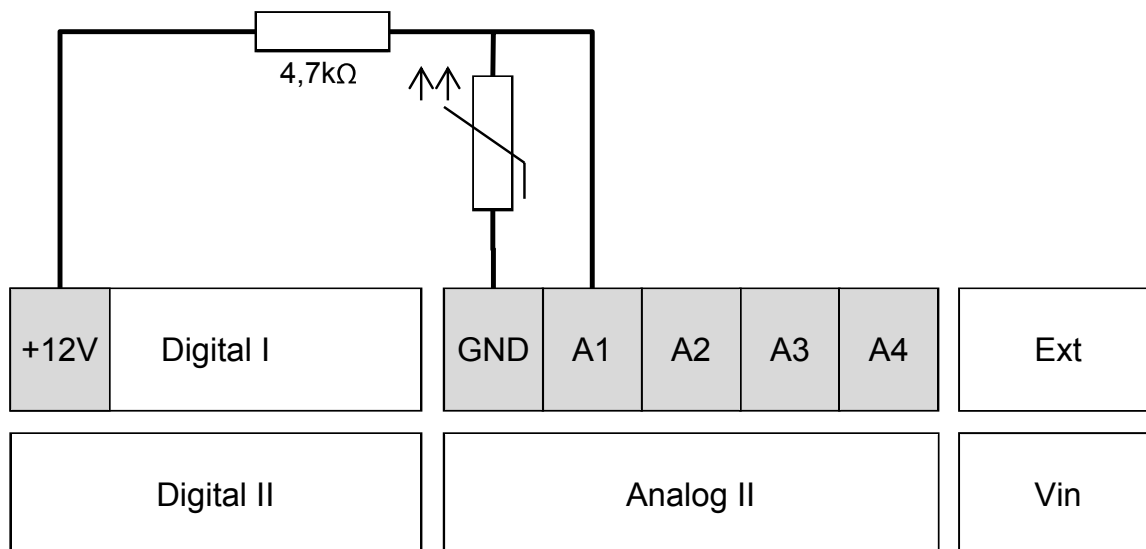 4,7kΩ
+12V
Digital I
GND
A1
A2
A3
A4
Ext
Digital II
Analog II
Vin